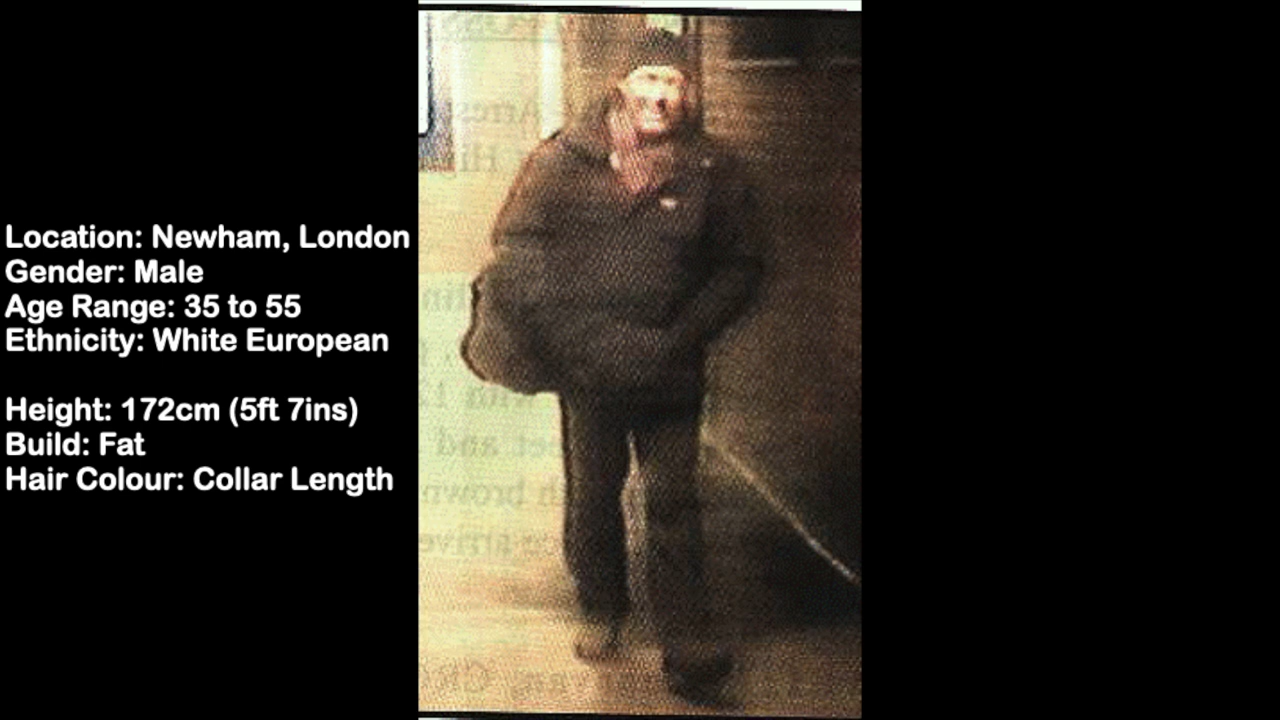 Location: Newham, London
Gender: Male
Age Range: 35 to 55
Ethnicity: White European
Height: 172cm (5ft 7ins)
Build: Fat
Hair Colour: Collar Length